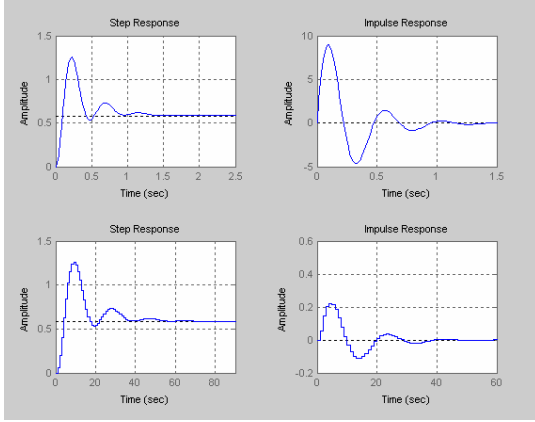 Step Response
1.5
1
0.5
0
Amplitude
0 0.5 1 1.5 2 2.5
Time (sec)
Impulse Response
10
5
0
-5
Amplitude
0 0.5 1 1.5
Time (sec)
Step Response
1.5
1
0.5
0
Amplitude
0 20 40 60 80
Time (sec)
Impulse Response
0.6
0.4
0.2
0
-0.2
Amplitude
0 20 40 60
Time (sec)